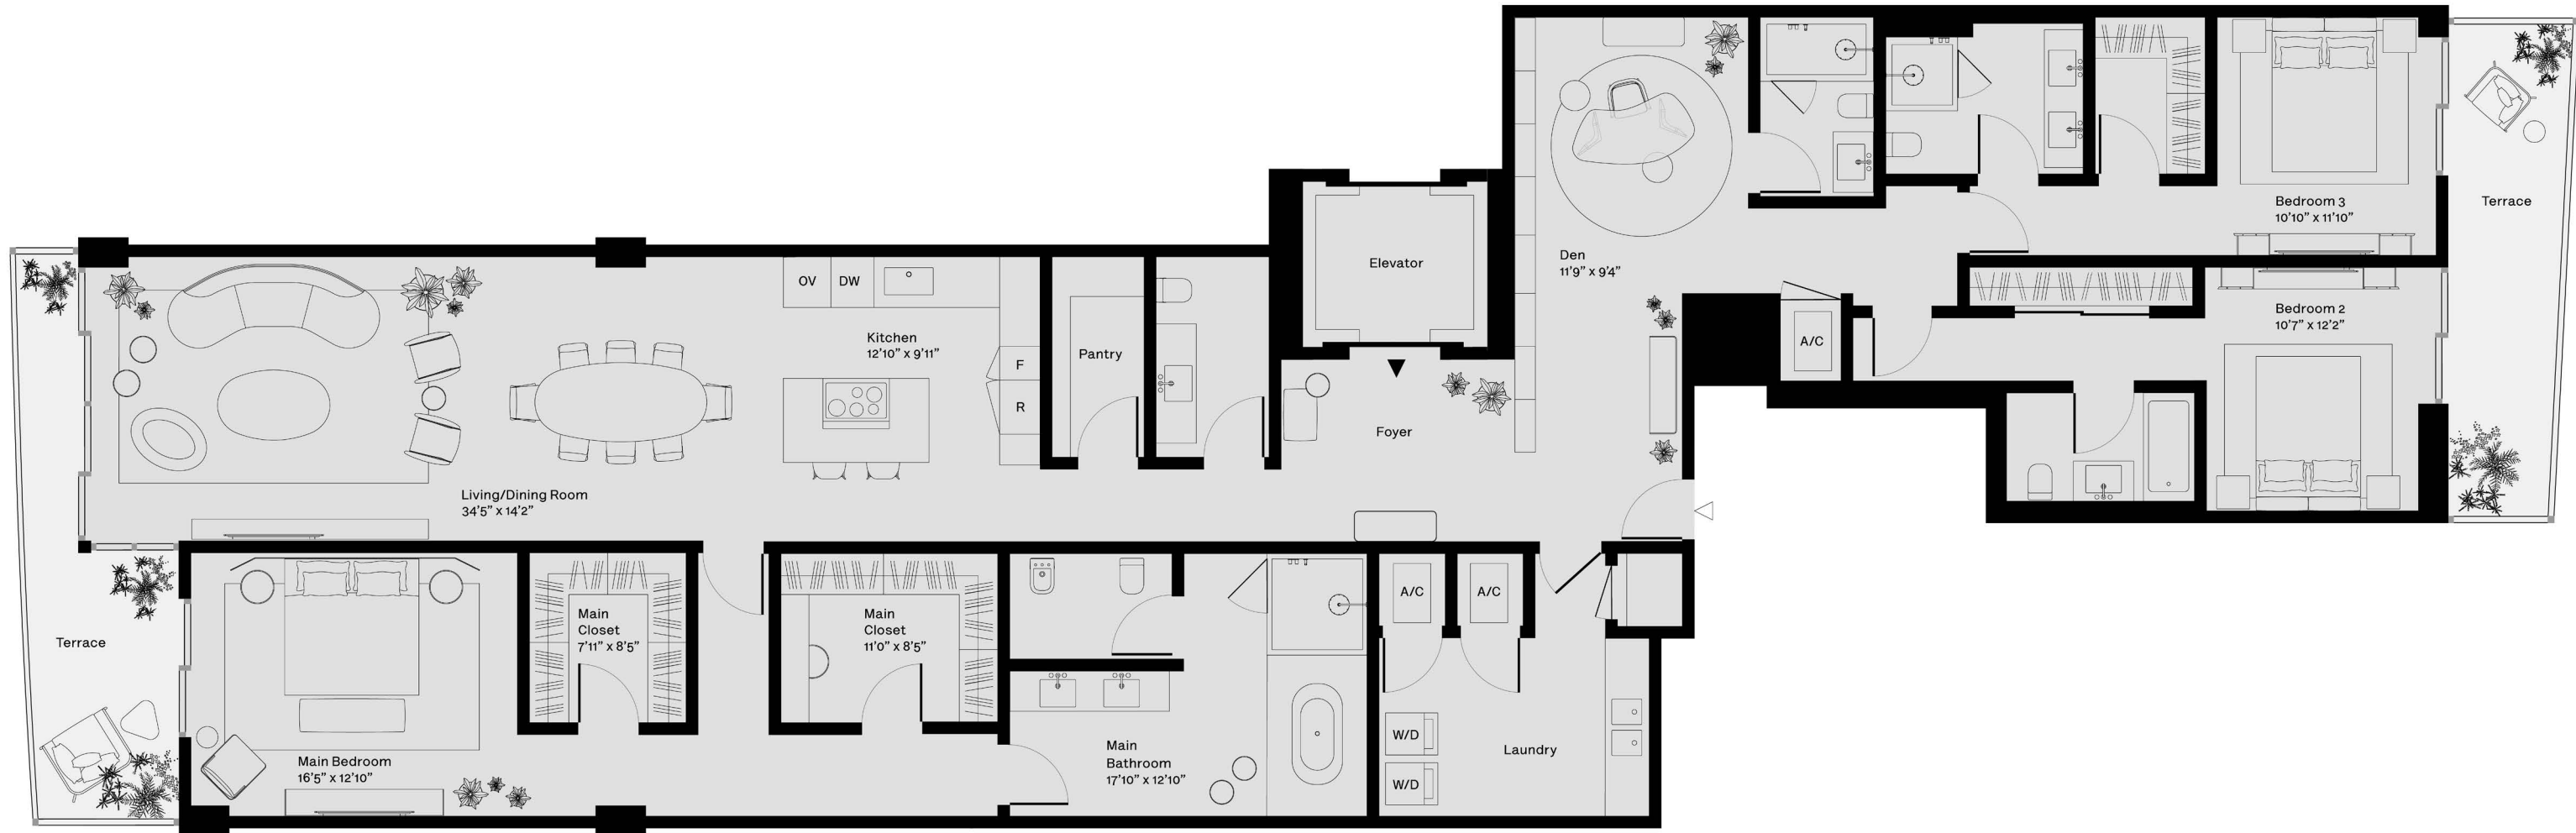 Terrace
Bedroom 3
10'10" x 11'10"
Elevator
Den
11'9" x 9'4"
OV
DW
Kitchen
12'10" x 9'11"
Pantry
F
R
A/C
Bedroom 2
10'7" x 12'2"
Foyer
Living/Dining Room
34'5" x 14'2"
Terrace
Main
Closet
7'11" x 8'5"
Main
Closet
11'0" x 8'5"
A/C
A/C
Main Bedroom
16'5" x 12'10"
Main
Bathroom
17'10" x 12'10"
W/D
W/D
Laundry